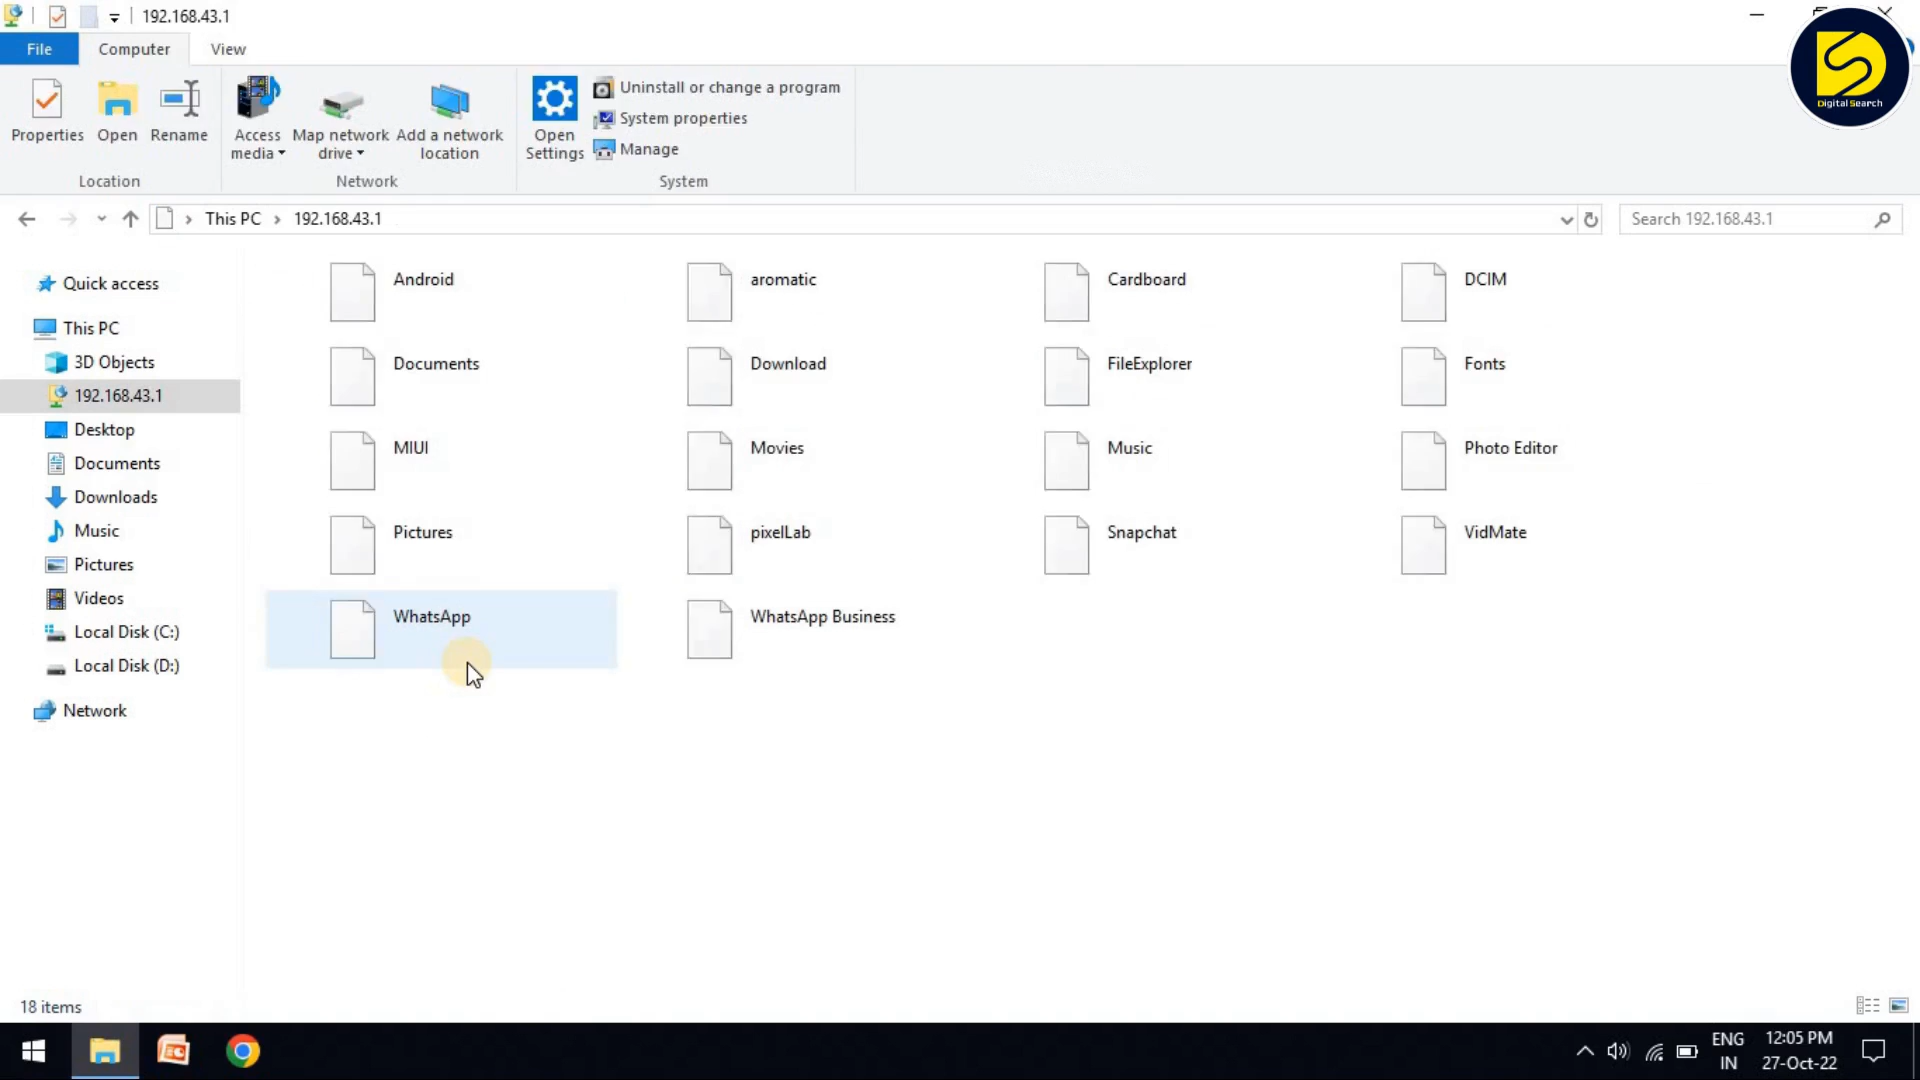 192.168.43.1
File
Computer
View
Properties
Open
Rename
Access media
Map network drive
Add a network location
Open Settings
Uninstall or change a program
System properties
Manage
Location
Network
System
Digital Search
This PC
192.168.43.1
Search 192.168.43.1
Quick access
This PC
3D Objects
192.168.43.1
Desktop
Documents
Downloads
Music
Pictures
Videos
Local Disk (C:)
Local Disk (D:)
Network
Android
aromatic
Cardboard
DCIM
Documents
Download
FileExplorer
Fonts
MIUI
Movies
Music
Photo Editor
Pictures
pixelLab
Snapchat
VidMate
WhatsApp
WhatsApp Business
18 items
ENG
IN
12:05 PM
27-Oct-22